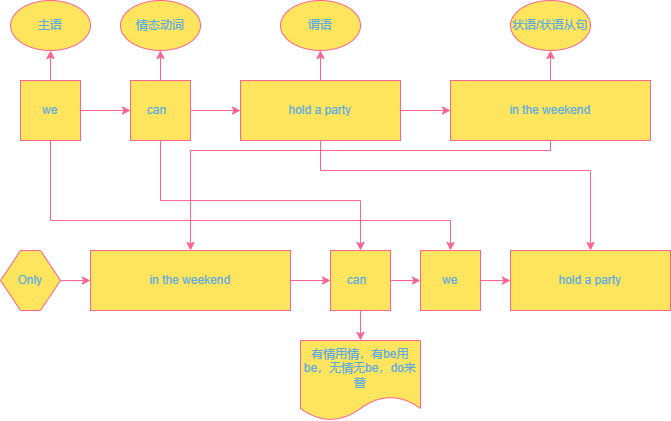 主语
情态动词
谓语
状语/状语从句
we
can
hold a party
in the weekend
Only
in the weekend
can
we
hold a party
有情用情，有be用
be，无情无be，do来
替